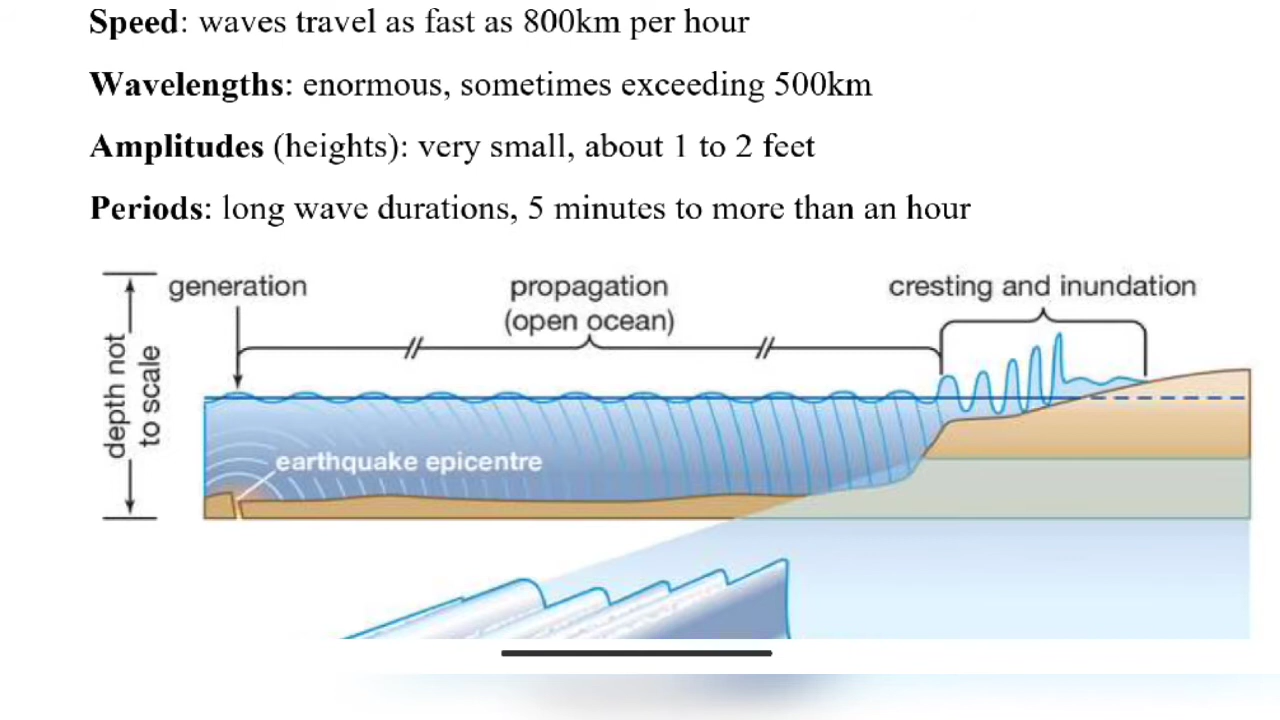 Speed: waves travel as fast as 800km per hour
Wavelengths: enormous, sometimes exceeding 500km
Amplitudes (heights): very small, about 1 to 2 feet
Periods: long wave durations, 5 minutes to more than an hour
generation
propagation
(open ocean)
cresting and inundation
depth not
to scale
earthquake epicentre